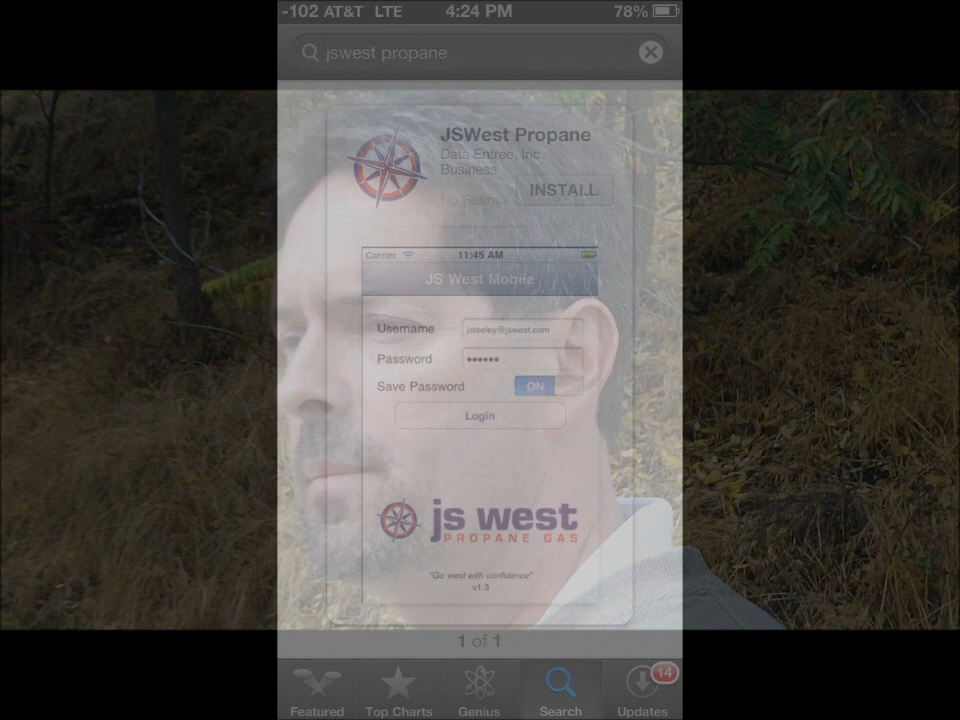 -102 AT&T LTE 4:24 PM 78%
jswest propane
JSWest Propane
Data Entree, Inc.
Business
No Ratings
INSTALL
Carrier 11:45 AM
JS West Mobile
Username jsteeley@jswest.com
Password ••••••
Save Password ON
Login
js west
PROPANE GAS
"Go west with confidence"
v1.3
1 of 1
Featured Top Charts Genius Search Updates 14